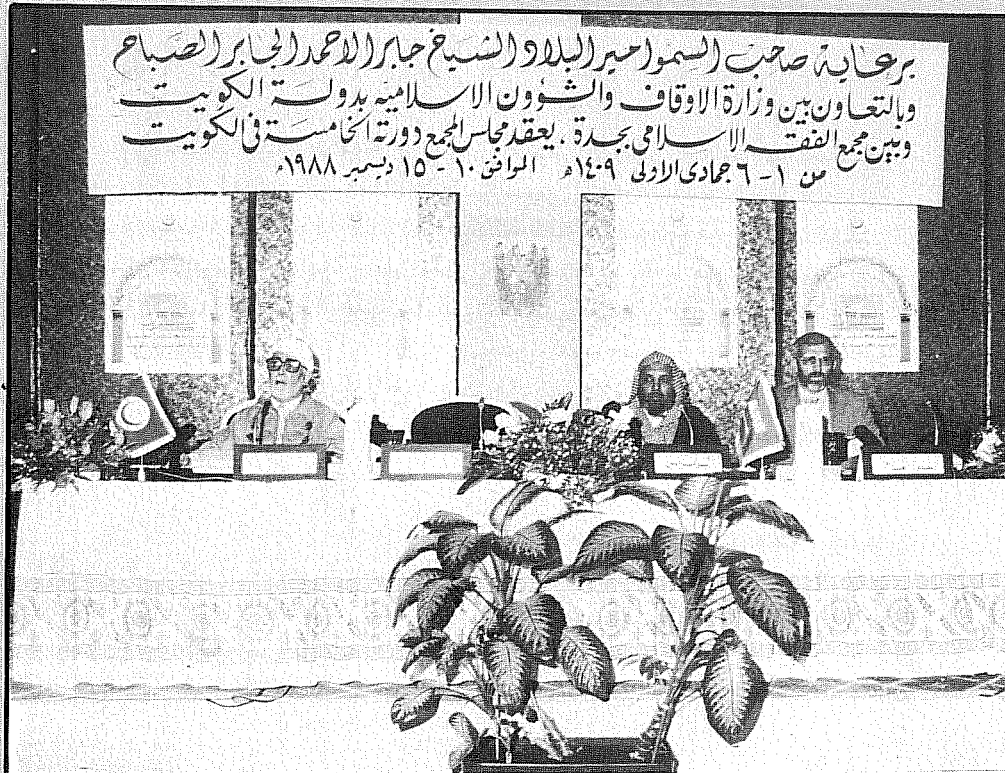 برعاية صاحب السمو امير البلاد الشيخ جابر الاحمد الجابر الصباح
وبالتعاون بين وزارة الاوقاف والشؤون الاسلامية بدولة الكويت
وبين مجمع الفقه الاسلامي بجدة ، يعقد مجلس المجمع دورته الخامسة في الكويت
من ١ - ٦ جمادى الاولى ١٤٠٩ه الموافق ١٠ - ١٥ ديسمبر ١٩٨٨م